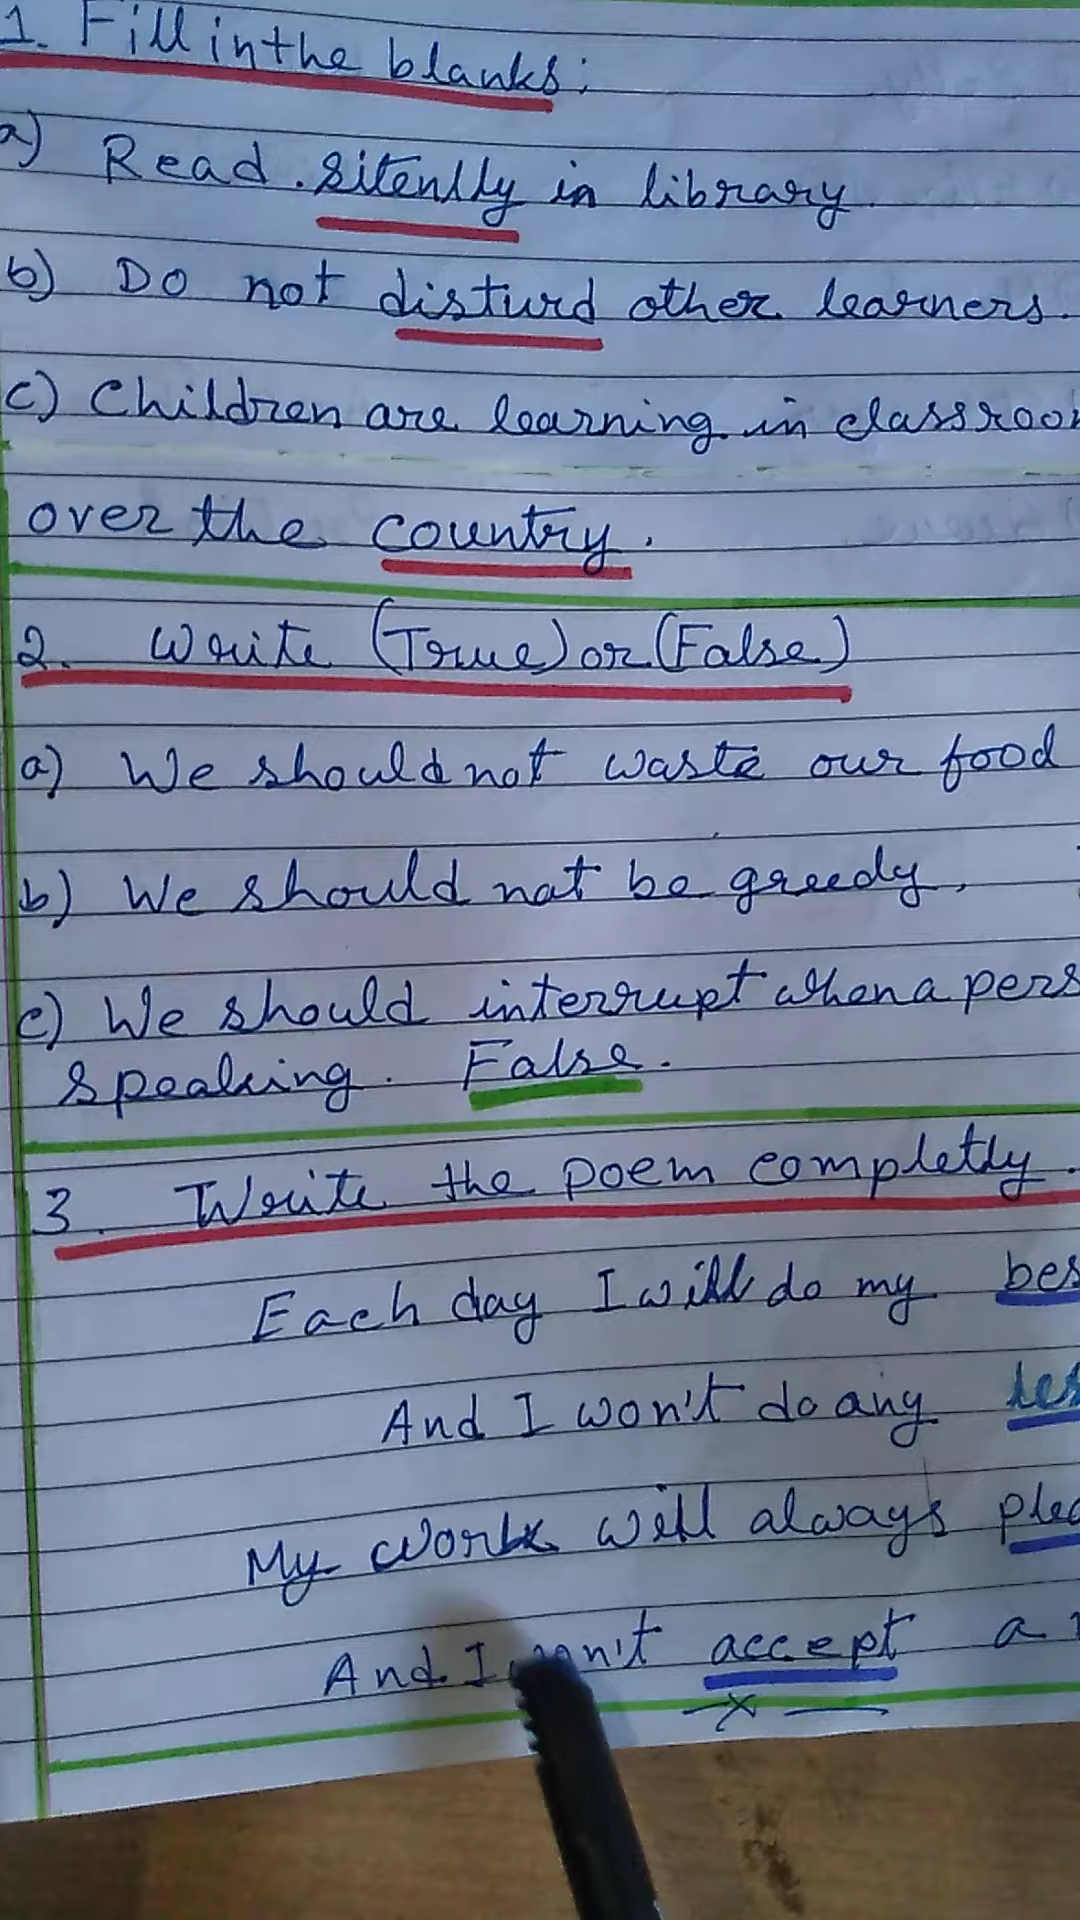 1. Fill in the blanks:
a) Read sitently in library.
b) Do not disturd other learners.
c) Children are learning in
over the country.
2. Write (True) or (False)
a) We should not waste our food
b) We should not be greedy.
c) We should interrupt when a
speaking. False.
3. Write the poem completly.
Each day I will do my
And I won't do any
My work will always
And I accept a